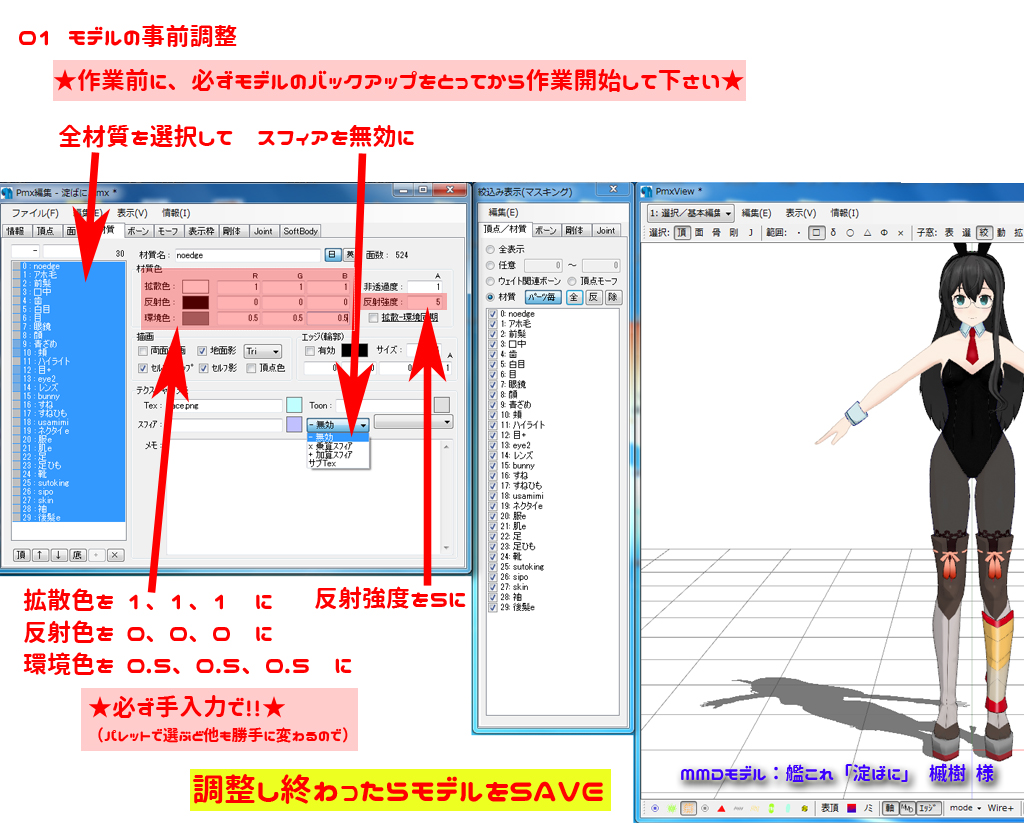 01 モデルの事前調整
★作業前に、必ずモデルのバックアップをとってから作業開始して下さい★
全材質を選択して スフィアを無効に
Pmx編集 - 淀ばに.pmx *
ファイル(F) 編集(E) 表示(V) 情報(I)
情報 頂点 面 材質 ボーン モーフ 表示枠 剛体 Joint SoftBody
- 30
0 : noedge
1 : アホ毛
2 : 前髪
3 : 口中
4 : 歯
5 : 白目
6 : 目
7 : 眼鏡
8 : 顔
9 : 青ざめ
10 : 頬
11 : ハイライト
12 : 目+
13 : eye2
14 : レンズ
15 : bunny
16 : すね
17 : すねひも
18 : usamimi
19 : ネクタイe
20 : 服e
21 : 肌e
22 : 足
23 : 足ひも
24 : 靴
25 : sutoking
26 : sipo
27 : skin
28 : 袖
29 : 後髪e
頂 ↑ ↓ 底 + ×
材質名 : noedge 日 英 面数 : 524
材質色
R G B A
拡散色 : 1 1 1 非透過度 : 1
反射色 : 0 0 0 反射強度 : 5
環境色 : 0.5 0.5 0.5 拡散-環境同期
描画 エッジ(輪郭)
両面描画 地面影 Tri 有効 サイズ :
セルフ影 頂点色 A
0 0 0 1
Tex : face.png Toon :
スフィア : - 無効
- 無効
x 乗算スフィア
+ 加算スフィア
サブTex
メモ :
絞込み表示(マスキング) X
編集(E)
頂点/材質 ボーン 剛体 Joint
全表示
任意 0 ～ 0
ウェイト関連ボーン 頂点モーフ
材質 パーツ毎 全 反 除
0: noedge
1: アホ毛
2: 前髪
3: 口中
4: 歯
5: 白目
6: 目
7: 眼鏡
8: 顔
9: 青ざめ
10: 頬
11: ハイライト
12: 目+
13: eye2
14: レンズ
15: bunny
16: すね
17: すねひも
18: usamimi
19: ネクタイe
20: 服e
21: 肌e
22: 足
23: 足ひも
24: 靴
25: sutoking
26: sipo
27: skin
28: 袖
29: 後髪e
PmxView *
1: 選択/基本編集 編集(E) 表示(V) 情報(I)
選択: 頂 面 骨 剛 J 範囲: ・ □ δ ○ △ Φ × 子窓: 表 選 絞 動 拡
拡散色を 1、1、1 に
反射色を 0、0、0 に
環境色を 0.5、0.5、0.5 に
反射強度を5に
★必ず手入力で!!★
（パレットで選ぶと他も勝手に変わるので）
調整し終わったらモデルをSAVE
MMDモデル：艦これ「淀ばに」 槭樹 様
表頂 軸 エッジ mode Wire+